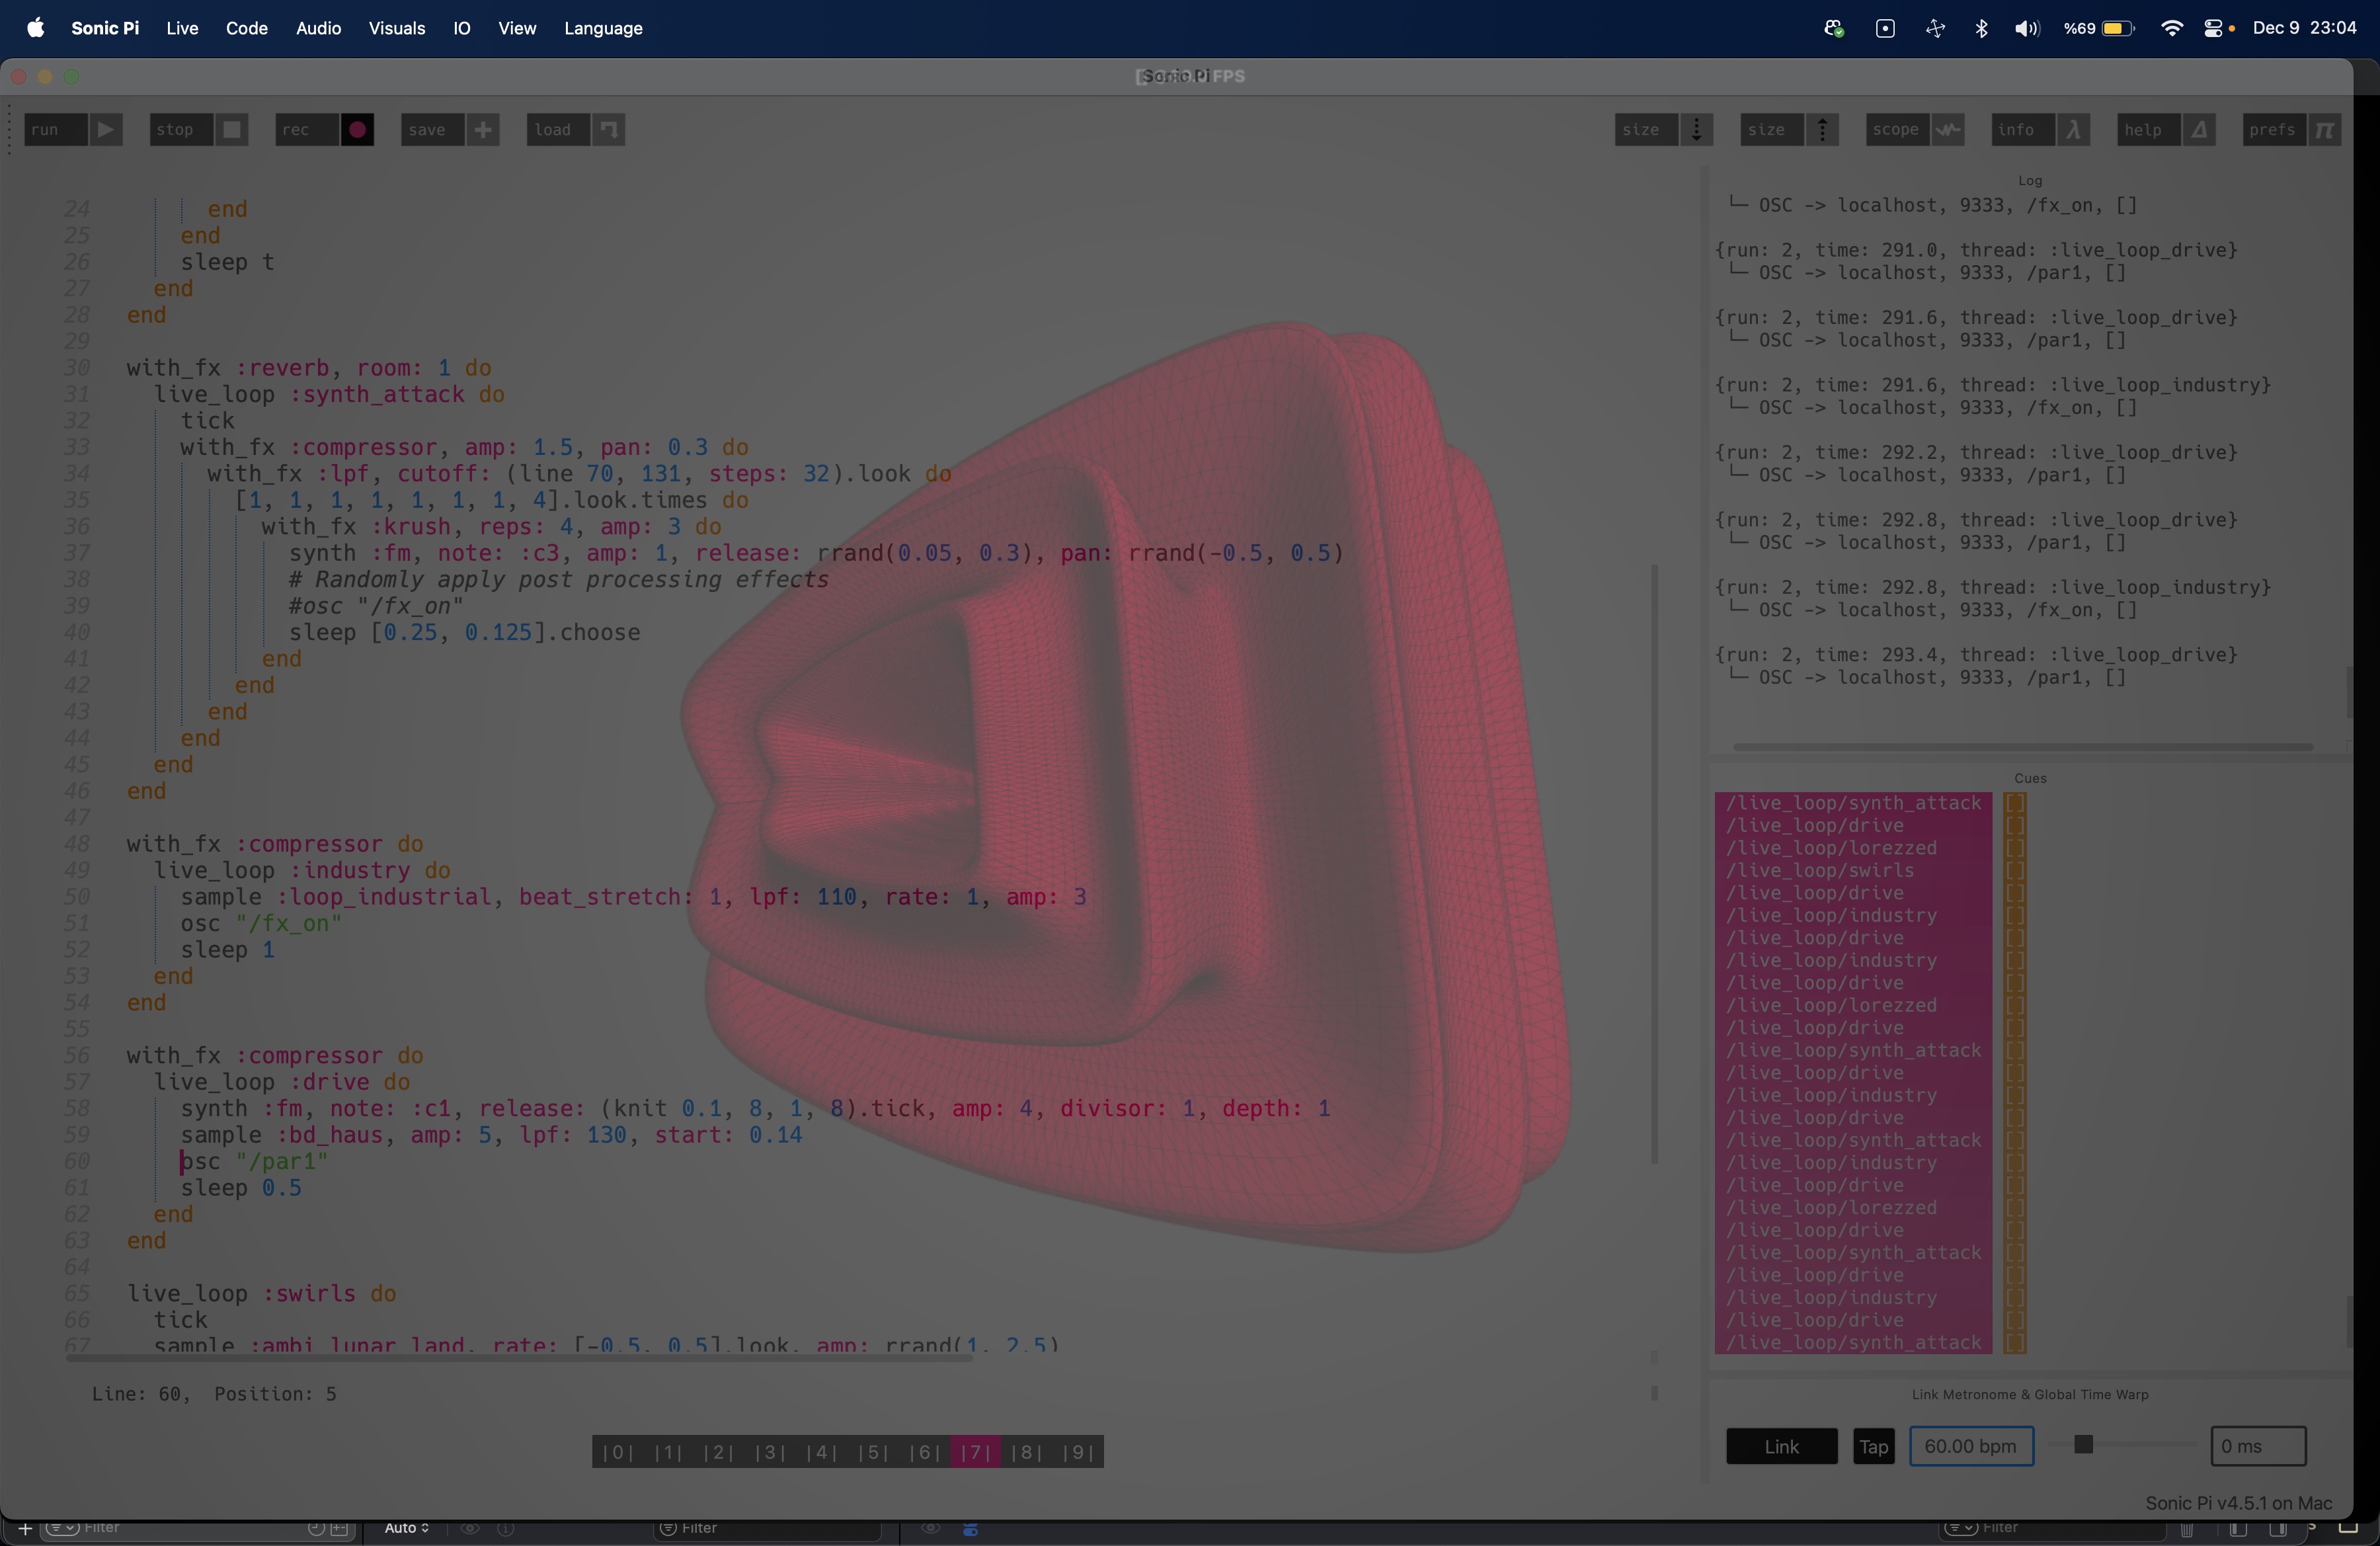 Sonic Pi Live Code Audio Visuals IO View Language %69 Dec 9 23:04
Sonic Pi FPS
run stop rec save load size size scope info help prefs
24 end
25 end
26 sleep t
27 end
28 end
29
30 with_fx :reverb, room: 1 do
31 live_loop :synth_attack do
32 tick
33 with_fx :compressor, amp: 1.5, pan: 0.3 do
34 with_fx :lpf, cutoff: (line 70, 131, steps: 32).look do
35 [1, 1, 1, 1, 1, 1, 1, 4].look.times do
36 with_fx :krush, reps: 4, amp: 3 do
37 synth :fm, note: :c3, amp: 1, release: rrand(0.05, 0.3), pan: rrand(-0.5, 0.5)
38 # Randomly apply post processing effects
39 #osc "/fx_on"
40 sleep [0.25, 0.125].choose
41 end
42 end
43 end
44 end
45 end
46 end
47
48 with_fx :compressor do
49 live_loop :industry do
50 sample :loop_industrial, beat_stretch: 1, lpf: 110, rate: 1, amp: 3
51 osc "/fx_on"
52 sleep 1
53 end
54 end
55
56 with_fx :compressor do
57 live_loop :drive do
58 synth :fm, note: :c1, release: (knit 0.1, 8, 1, 8).tick, amp: 4, divisor: 1, depth: 1
59 sample :bd_haus, amp: 5, lpf: 130, start: 0.14
60 osc "/par1"
61 sleep 0.5
62 end
63 end
64
65 live_loop :swirls do
66 tick
67 sample :ambi_lunar_land, rate: [-0.5, 0.5].look, amp: rrand(1, 2.5)
Line: 60, Position: 5
|0| |1| |2| |3| |4| |5| |6| |7| |8| |9|
Log
└─ OSC -> localhost, 9333, /fx_on, []
{run: 2, time: 291.0, thread: :live_loop_drive}
└─ OSC -> localhost, 9333, /par1, []
{run: 2, time: 291.6, thread: :live_loop_drive}
└─ OSC -> localhost, 9333, /par1, []
{run: 2, time: 291.6, thread: :live_loop_industry}
└─ OSC -> localhost, 9333, /fx_on, []
{run: 2, time: 292.2, thread: :live_loop_drive}
└─ OSC -> localhost, 9333, /par1, []
{run: 2, time: 292.8, thread: :live_loop_drive}
└─ OSC -> localhost, 9333, /par1, []
{run: 2, time: 292.8, thread: :live_loop_industry}
└─ OSC -> localhost, 9333, /fx_on, []
{run: 2, time: 293.4, thread: :live_loop_drive}
└─ OSC -> localhost, 9333, /par1, []
Cues
/live_loop/synth_attack []
/live_loop/drive []
/live_loop/lorezzed []
/live_loop/swirls []
/live_loop/drive []
/live_loop/industry []
/live_loop/drive []
/live_loop/industry []
/live_loop/drive []
/live_loop/lorezzed []
/live_loop/drive []
/live_loop/synth_attack []
/live_loop/drive []
/live_loop/industry []
/live_loop/drive []
/live_loop/synth_attack []
/live_loop/industry []
/live_loop/drive []
/live_loop/lorezzed []
/live_loop/drive []
/live_loop/synth_attack []
/live_loop/drive []
/live_loop/industry []
/live_loop/drive []
/live_loop/synth_attack []
Link Metronome & Global Time Warp
Link Tap 60.00 bpm 0 ms
Sonic Pi v4.5.1 on Mac
Filter Auto Filter Filter